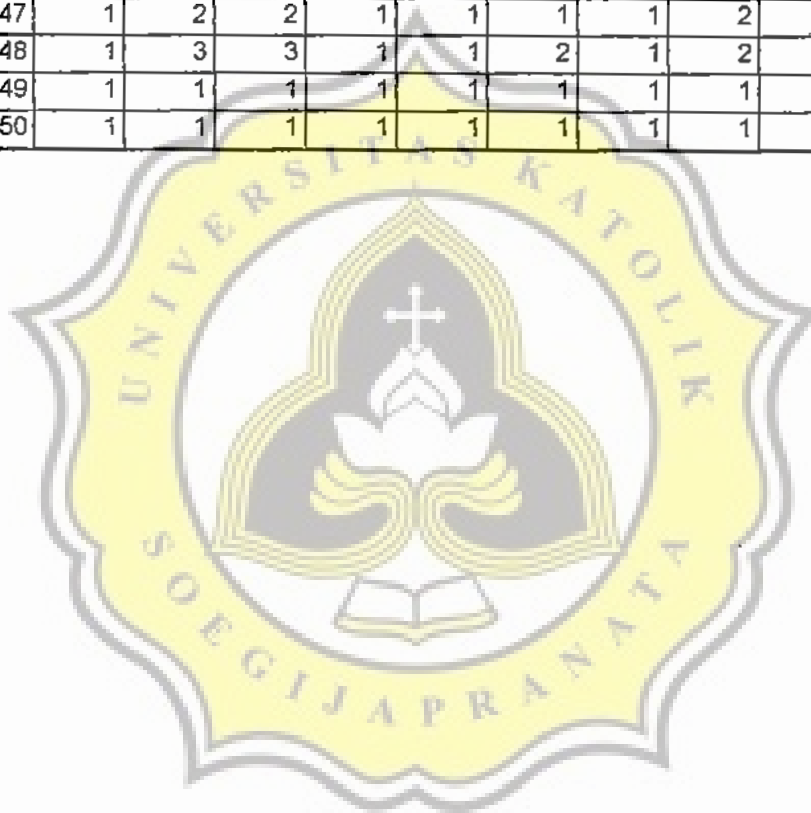 47 1 2 2 1 1 1 1 2
48 1 3 3 1 1 2 1 2
49 1 1 1 1 1 1 1 1
50 1 1 1 1 1 1 1 1
UNIVERSITAS KATOLIK
SOEGIJAPRANATA